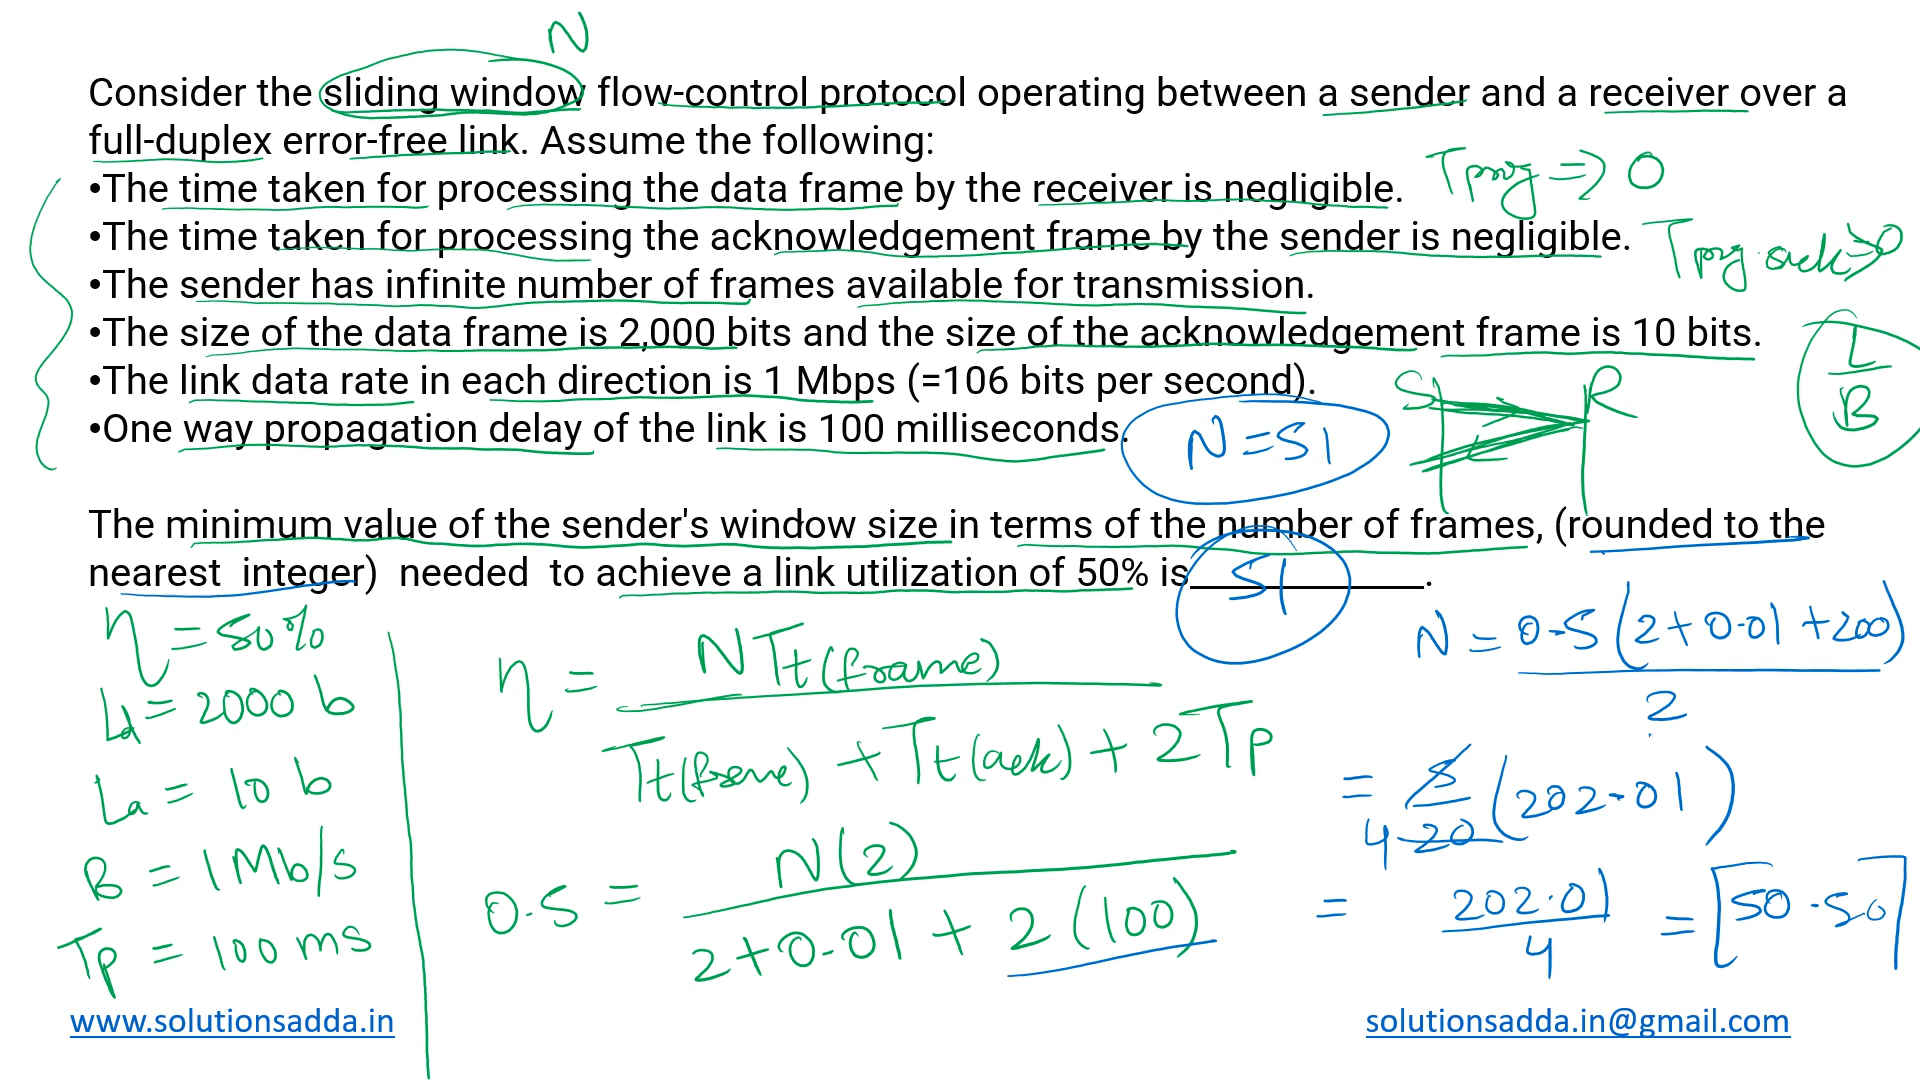 N
Consider the sliding window flow-control protocol operating between a sender and a receiver over a
full-duplex error-free link. Assume the following:
•The time taken for processing the data frame by the receiver is negligible.
Tprog => 0
•The time taken for processing the acknowledgement frame by the sender is negligible.
•The sender has infinite number of frames available for transmission.
•The size of the data frame is 2,000 bits and the size of the acknowledgement frame is 10 bits.
L
B
•The link data rate in each direction is 1 Mbps (=106 bits per second).
S R
•One way propagation delay of the link is 100 milliseconds.
N = 51
The minimum value of the sender's window size in terms of the number of frames, (rounded to the
nearest integer) needed to achieve a link utilization of 50% is____________.
51
η = 50%
Ld = 2000 b
La = 10 b
B = 1 Mb/s
Tp = 100 ms
η = N Tt(frame)
Tt(frame) + Tt(ack) + 2Tp
0.5 = N(2)
2+0.01 + 2(100)
N = 0.5 (2+0.01+200)
2
= 5 (202.01)
4 20
= 202.01 = 50.50
4
www.solutionsadda.in
solutionsadda.in@gmail.com